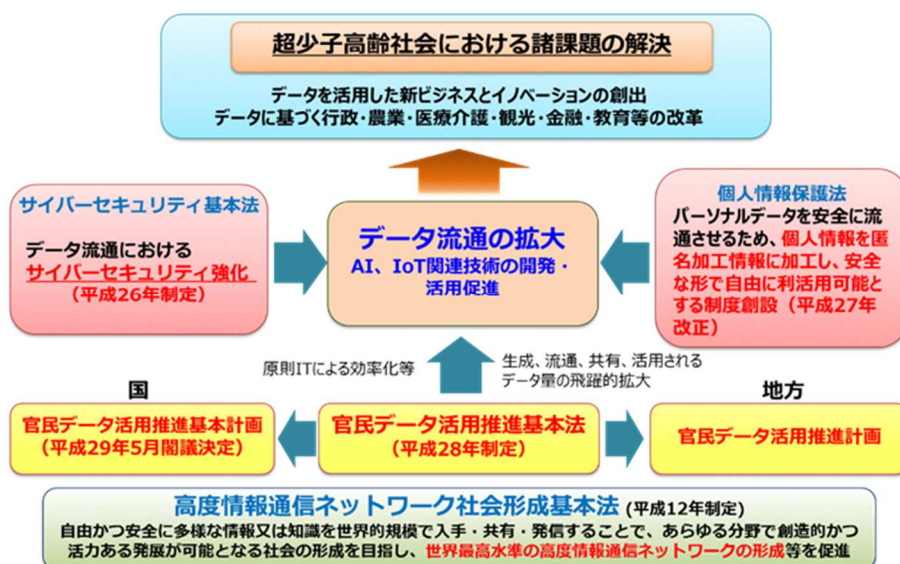 超少子高齢社会における諸課題の解決
データを活用した新ビジネスとイノベーションの創出
データに基づく行政・農業・医療介護・観光・金融・教育等の改革
サイバーセキュリティ基本法
データ流通における
サイバーセキュリティ強化
（平成26年制定）
データ流通の拡大
AI、IoT関連技術の開発・
活用促進
個人情報保護法
パーソナルデータを安全に流
通させるため、個人情報を匿
名加工情報に加工し、安全
な形で自由に利活用可能と
する制度創設（平成27年
改正）
原則ITによる効率化等
生成、流通、共有、活用される
データ量の飛躍的拡大
国
地方
官民データ活用推進基本計画
（平成29年5月閣議決定）
官民データ活用推進基本法
（平成28年制定）
官民データ活用推進計画
高度情報通信ネットワーク社会形成基本法 (平成12年制定)
自由かつ安全に多様な情報又は知識を世界的規模で入手・共有・発信することで、あらゆる分野で創造的かつ
活力ある発展が可能となる社会の形成を目指し、世界最高水準の高度情報通信ネットワークの形成等を促進